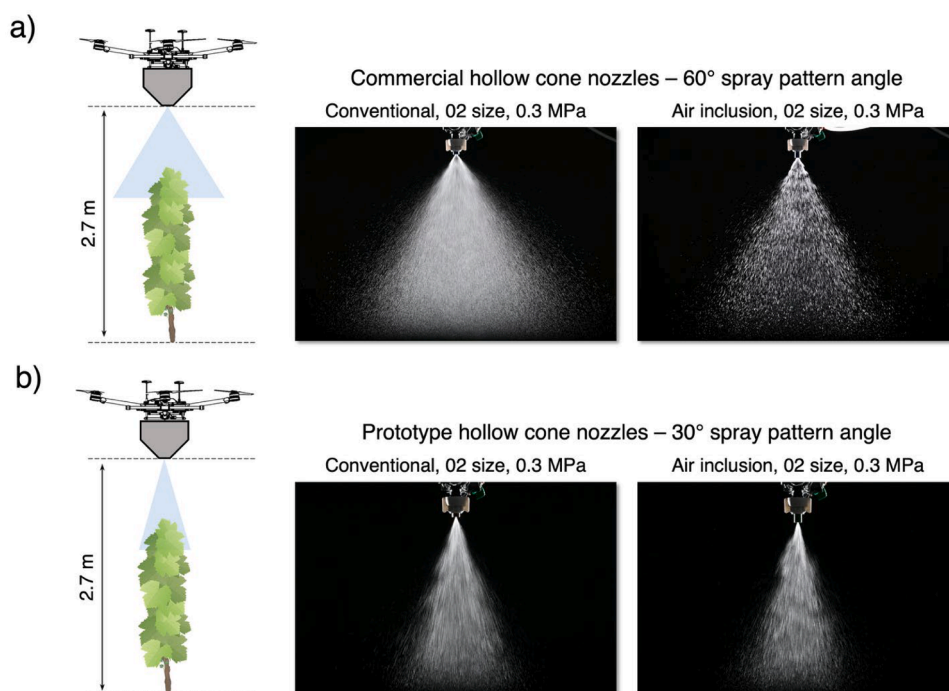 a)
Commercial hollow cone nozzles – 60° spray pattern angle
Conventional, 02 size, 0.3 MPa
Air inclusion, 02 size, 0.3 MPa
2.7 m
b)
Prototype hollow cone nozzles – 30° spray pattern angle
Conventional, 02 size, 0.3 MPa
Air inclusion, 02 size, 0.3 MPa
2.7 m